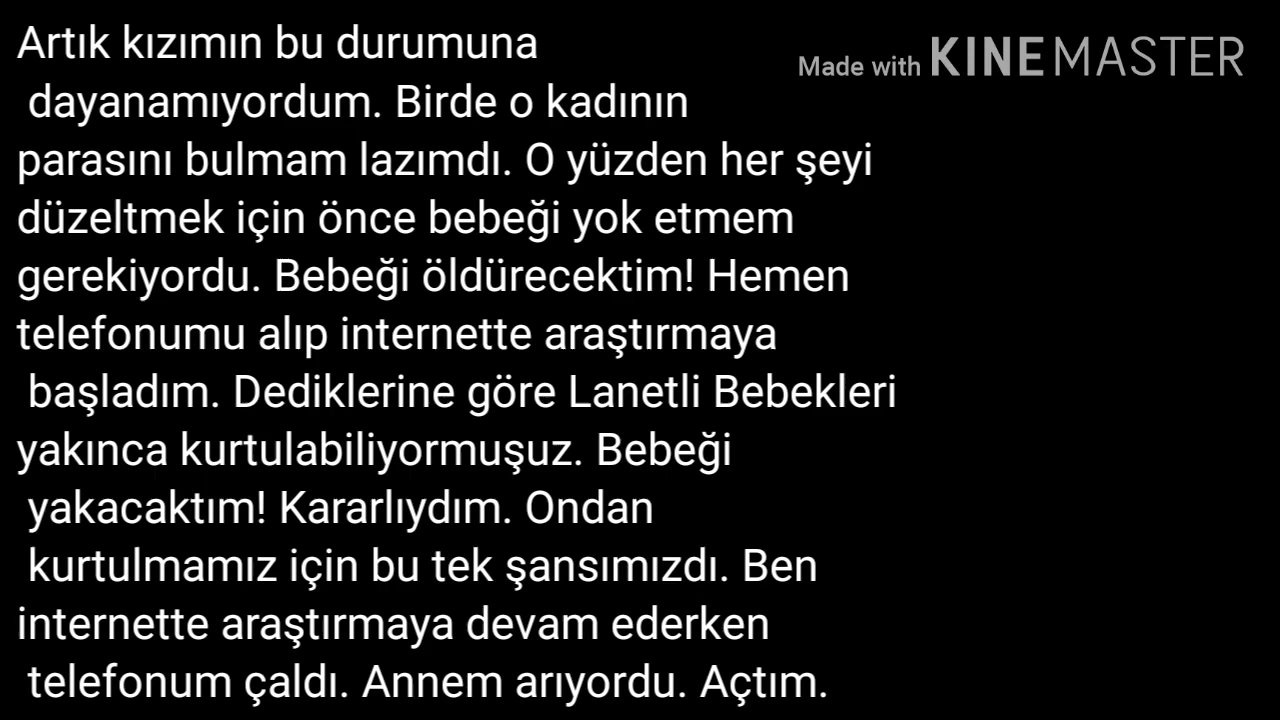 Artık kızımın bu durumuna
dayanamıyordum. Birde o kadının
parasını bulmam lazımdı. O yüzden her şeyi
düzeltmek için önce bebeği yok etmem
gerekiyordu. Bebeği öldürecektim! Hemen
telefonumu alıp internette araştırmaya
başladım. Dediklerine göre Lanetli Bebekleri
yakınca kurtulabiliyormuşuz. Bebeği
yakacaktım! Kararlıydım. Ondan
kurtulmamız için bu tek şansımızdı. Ben
internette araştırmaya devam ederken
telefonum çaldı. Annem arıyordu. Açtım.
Made with KINEMASTER